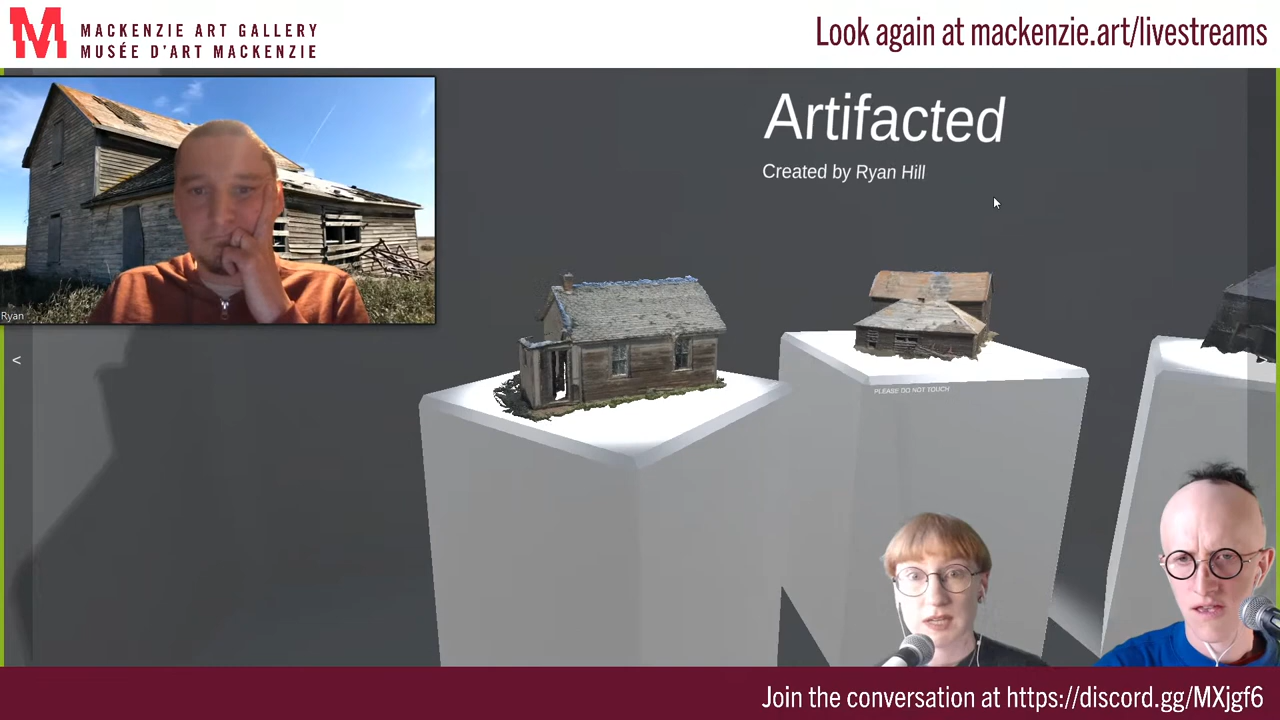 MACKENZIE ART GALLERY
MUSÉE D'ART MACKENZIE
Look again at mackenzie.art/livestreams
Artifacted
Created by Ryan Hill
Ryan
<
PLEASE DO NOT TOUCH
Join the conversation at https://discord.gg/MXjgf6